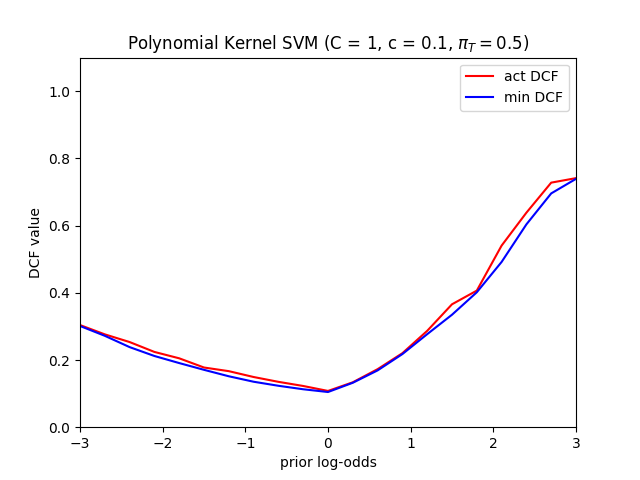 Polynomial Kernel SVM (C = 1, c = 0.1, π_T = 0.5)
act DCF
min DCF
1.0
0.8
0.6
0.4
0.2
0.0
DCF value
−3
−2
−1
0
1
2
3
prior log-odds